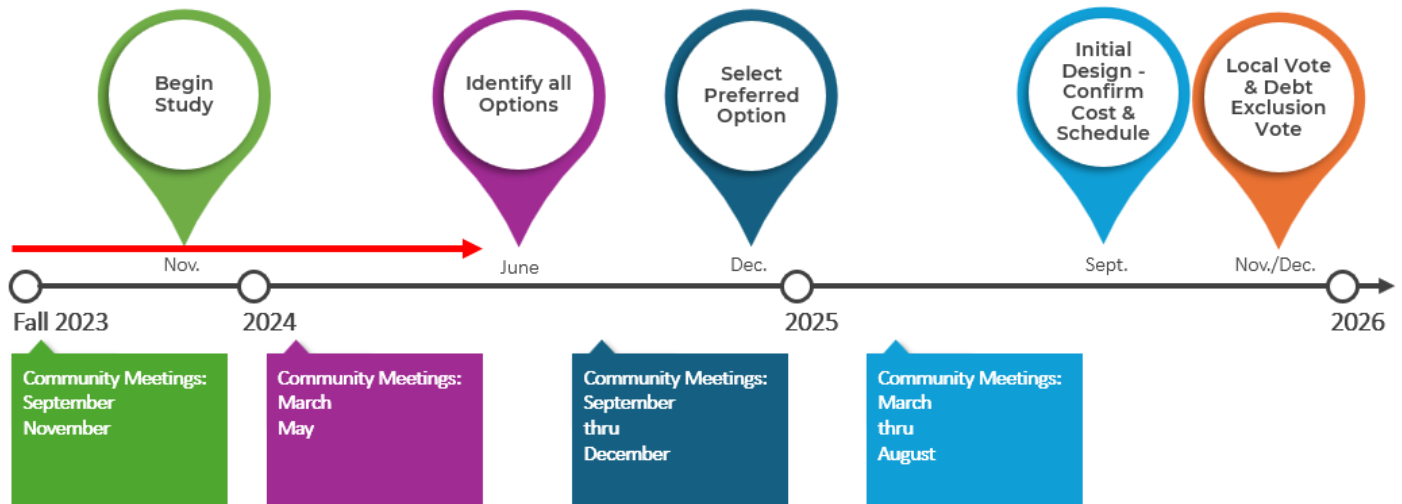 Begin
Study
Identify all
Options
Select
Preferred
Option
Initial
Design -
Confirm
Cost &
Schedule
Local Vote
& Debt
Exclusion
Vote
Nov.
June
Dec.
Sept.
Nov./Dec.
Fall 2023
2024
2025
2026
Community Meetings:
September
November
Community Meetings:
March
May
Community Meetings:
September
thru
December
Community Meetings:
March
thru
August